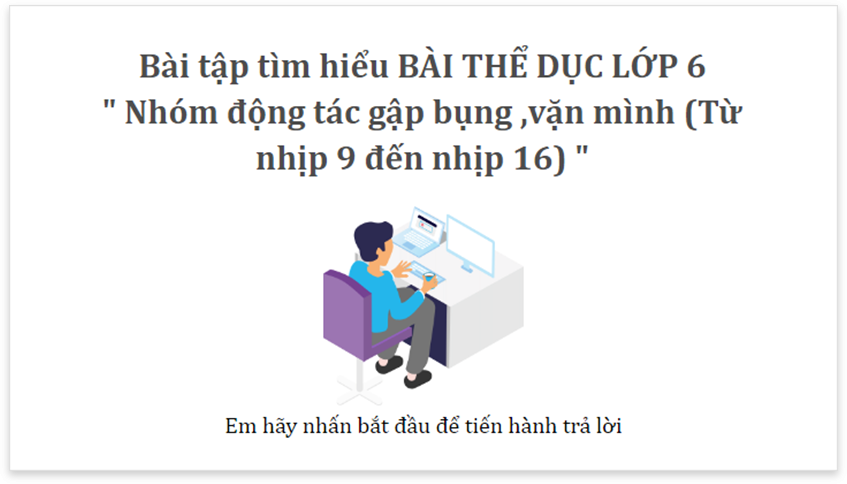 Bài tập tìm hiểu BÀI THỂ DỤC LỚP 6
" Nhóm động tác gập bụng ,vặn mình (Từ
nhịp 9 đến nhịp 16) "
Em hãy nhấn bắt đầu để tiến hành trả lời